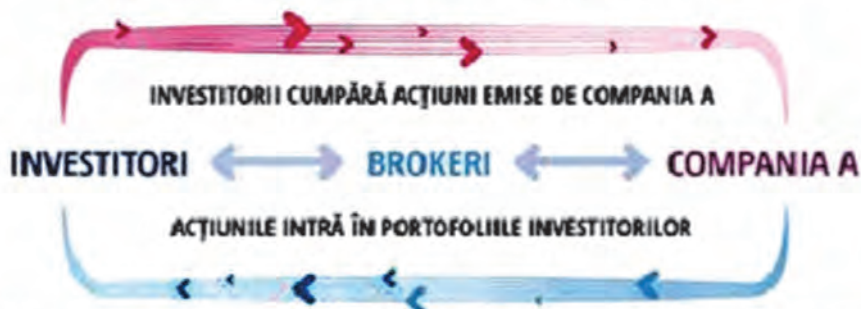 INVESTITORII CUMPĂRĂ ACȚIUNI EMISE DE COMPANIA A
INVESTITORI BROKERI COMPANIA A
ACȚIUNILE INTRĂ ÎN PORTOFOLIILE INVESTITORILOR